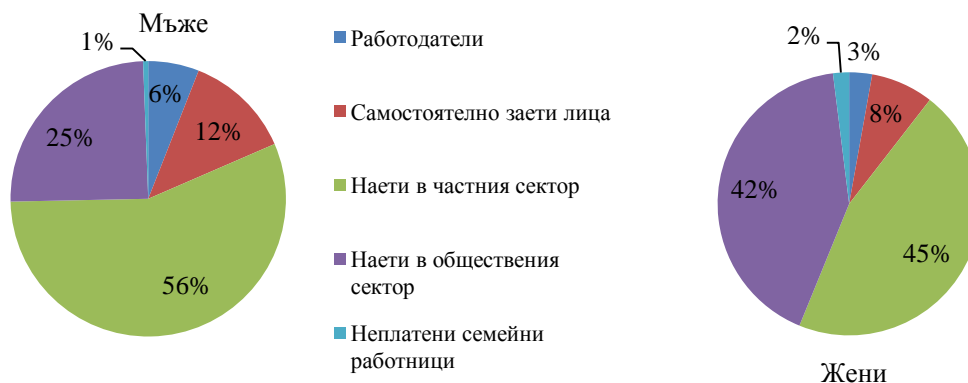 Мъже
1%
6%
12%
25%
56%
Работодатели
Самостоятелно заети лица
Наети в частния сектор
Наети в обществения
сектор
Неплатени семейни
работници
2%
3%
8%
42%
45%
Жени